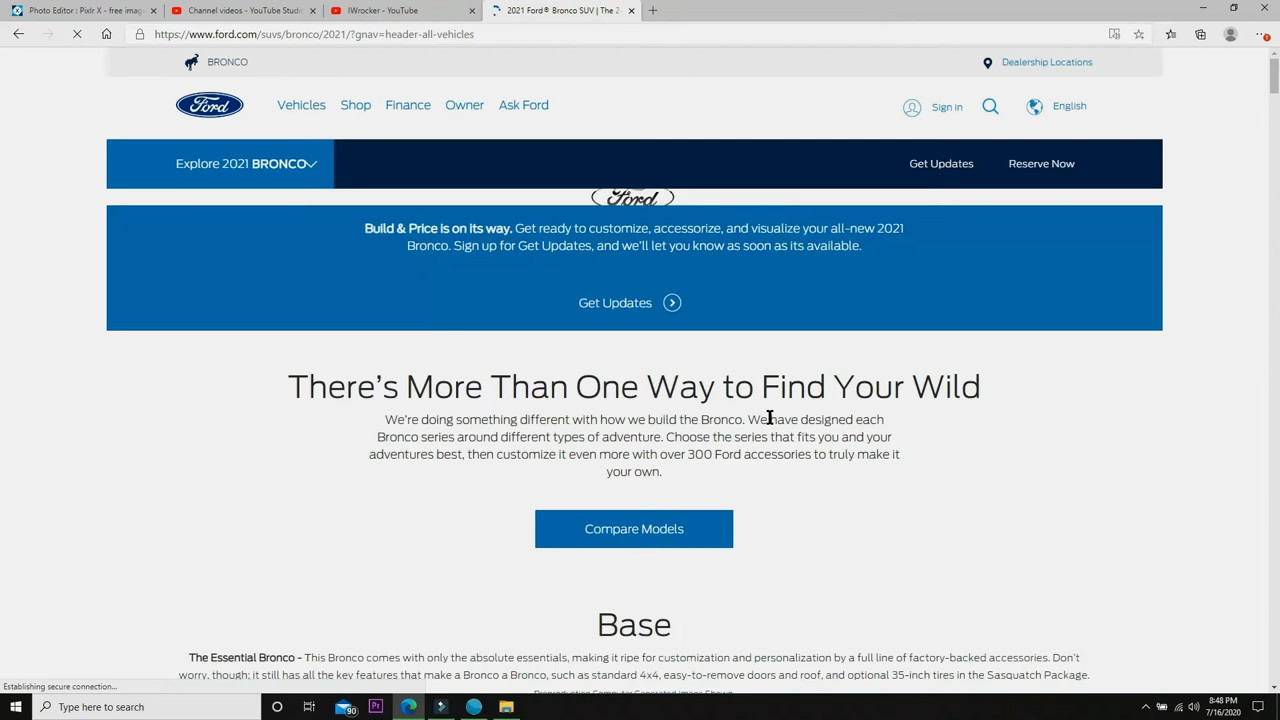 Photo Editor : Pixlr X - free imag
Channel videos - YouTube Studi
IWrocker - YouTube
2021 Ford® Bronco SUV | The 2
https://www.ford.com/suvs/bronco/2021/?gnav=header-all-vehicles
BRONCO
Dealership Locations
Ford
Vehicles
Shop
Finance
Owner
Ask Ford
Sign in
English
Explore 2021 BRONCO
Get Updates
Reserve Now
Ford
Build & Price is on its way. Get ready to customize, accessorize, and visualize your all-new 2021
Bronco. Sign up for Get Updates, and we'll let you know as soon as its available.
Get Updates
There's More Than One Way to Find Your Wild
We're doing something different with how we build the Bronco. We have designed each
Bronco series around different types of adventure. Choose the series that fits you and your
adventures best, then customize it even more with over 300 Ford accessories to truly make it
your own.
Compare Models
Base
The Essential Bronco - This Bronco comes with only the absolute essentials, making it ripe for customization and personalization by a full line of factory-backed accessories. Don't
worry, though; it still has all the key features that make a Bronco a Bronco, such as standard 4x4, easy-to-remove doors and roof, and optional 35-inch tires in the Sasquatch Package.
Preproduction Computer Generated Image Shown
Establishing secure connection...
Type here to search
90
Pr
8:48 PM
7/16/2020